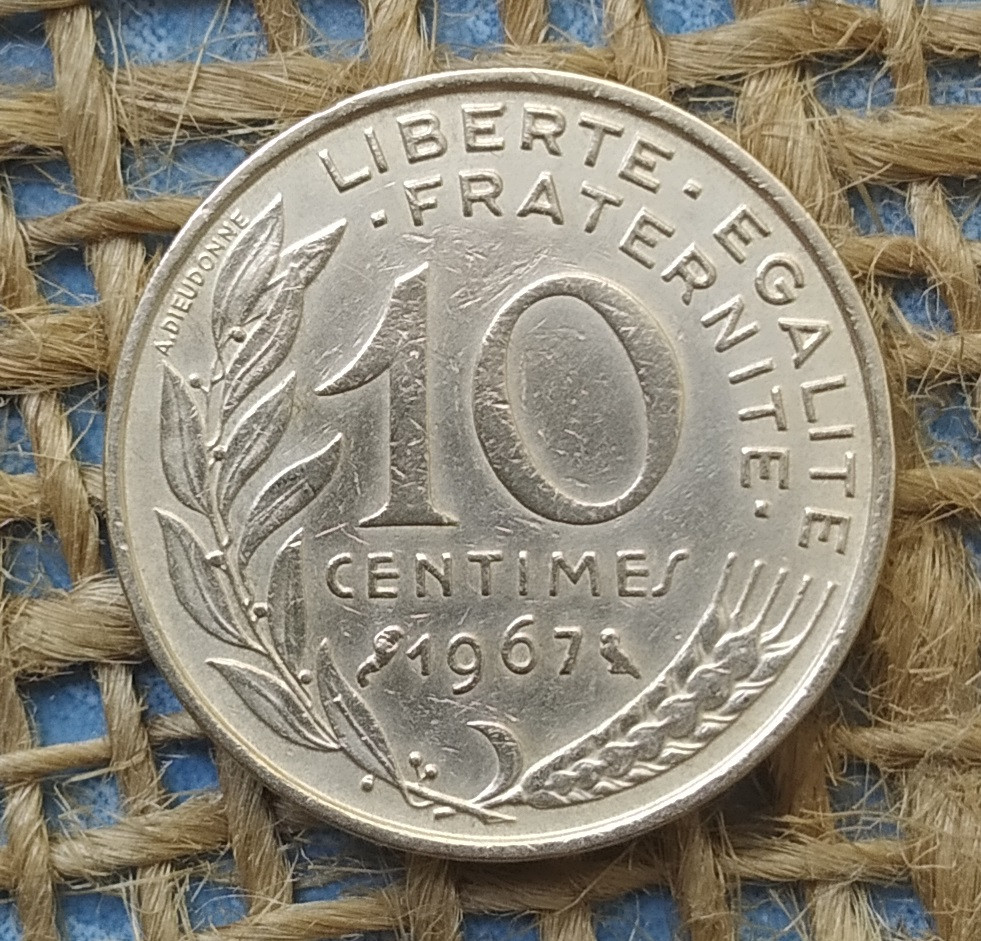 LIBERTE · EGALITE
· FRATERNITE ·
A.DIEUDONNE
10
CENTIMES
1967